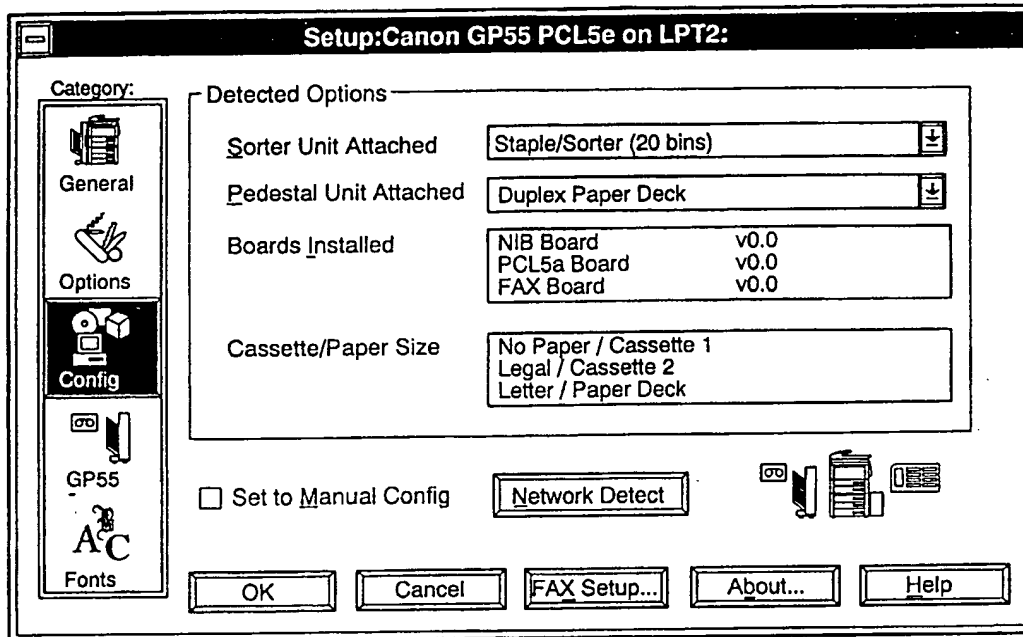 Setup:Canon GP55 PCL5e on LPT2:
Category:
General
Options
Config
GP55
Fonts
Detected Options
Sorter Unit Attached
Staple/Sorter (20 bins)
Pedestal Unit Attached
Duplex Paper Deck
Boards Installed
NIB Board v0.0
PCL5a Board v0.0
FAX Board v0.0
Cassette/Paper Size
No Paper / Cassette 1
Legal / Cassette 2
Letter / Paper Deck
Set to Manual Config
Network Detect
OK
Cancel
FAX Setup...
About...
Help